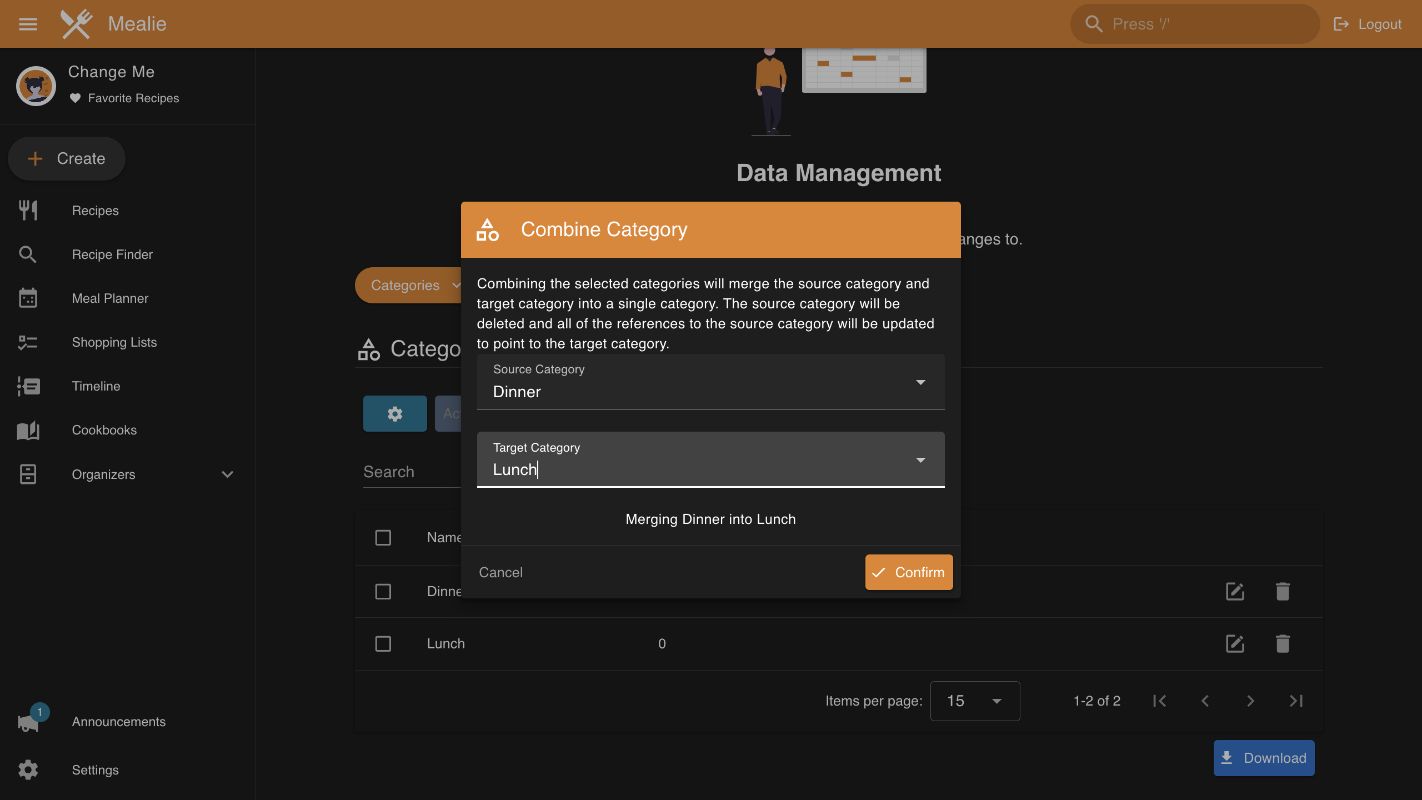 Mealie
Press '/'
Logout
Change Me
Favorite Recipes
Create
Recipes
Recipe Finder
Meal Planner
Shopping Lists
Timeline
Cookbooks
Organizers
1
Announcements
Settings
Data Management
anges to.
Categories
Catego
Ac
Search
Combine Category
Combining the selected categories will merge the source category and
target category into a single category. The source category will be
deleted and all of the references to the source category will be updated
to point to the target category.
Source Category
Dinner
Target Category
Lunch
Merging Dinner into Lunch
Cancel
Confirm
Name
Dinne
Lunch 0
Items per page: 15 1-2 of 2
Download